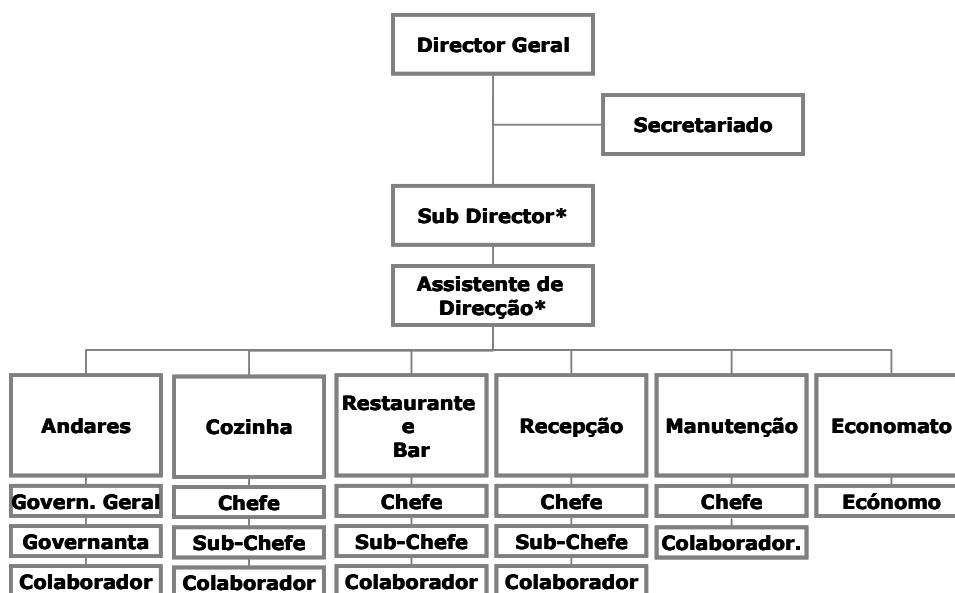 Director Geral
Secretariado
Sub Director*
Assistente de
Direcção*
Andares
Cozinha
Restaurante
e
Bar
Recepção
Manutenção
Economato
Govern. Geral
Chefe
Chefe
Chefe
Chefe
Ecónomo
Governanta
Sub-Chefe
Sub-Chefe
Sub-Chefe
Colaborador.
Colaborador
Colaborador
Colaborador
Colaborador